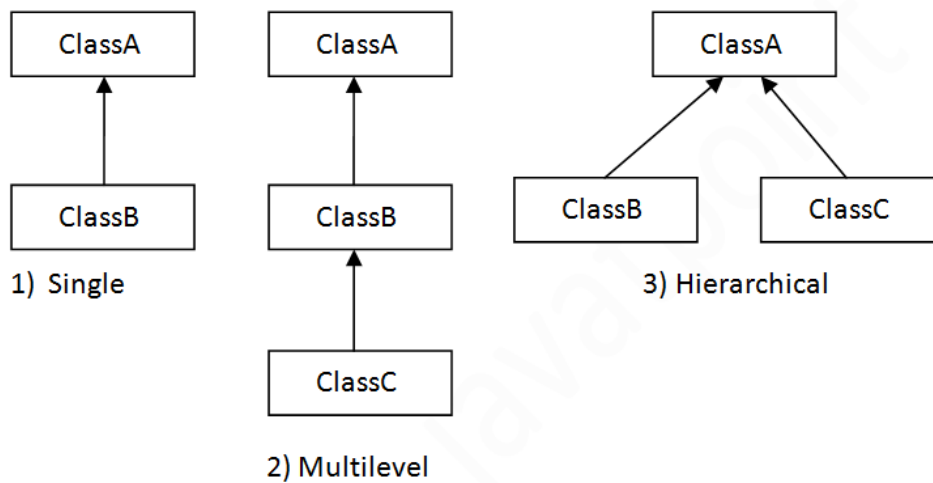 ClassA
ClassB
1) Single
ClassA
ClassB
ClassC
2) Multilevel
ClassA
ClassB
ClassC
3) Hierarchical